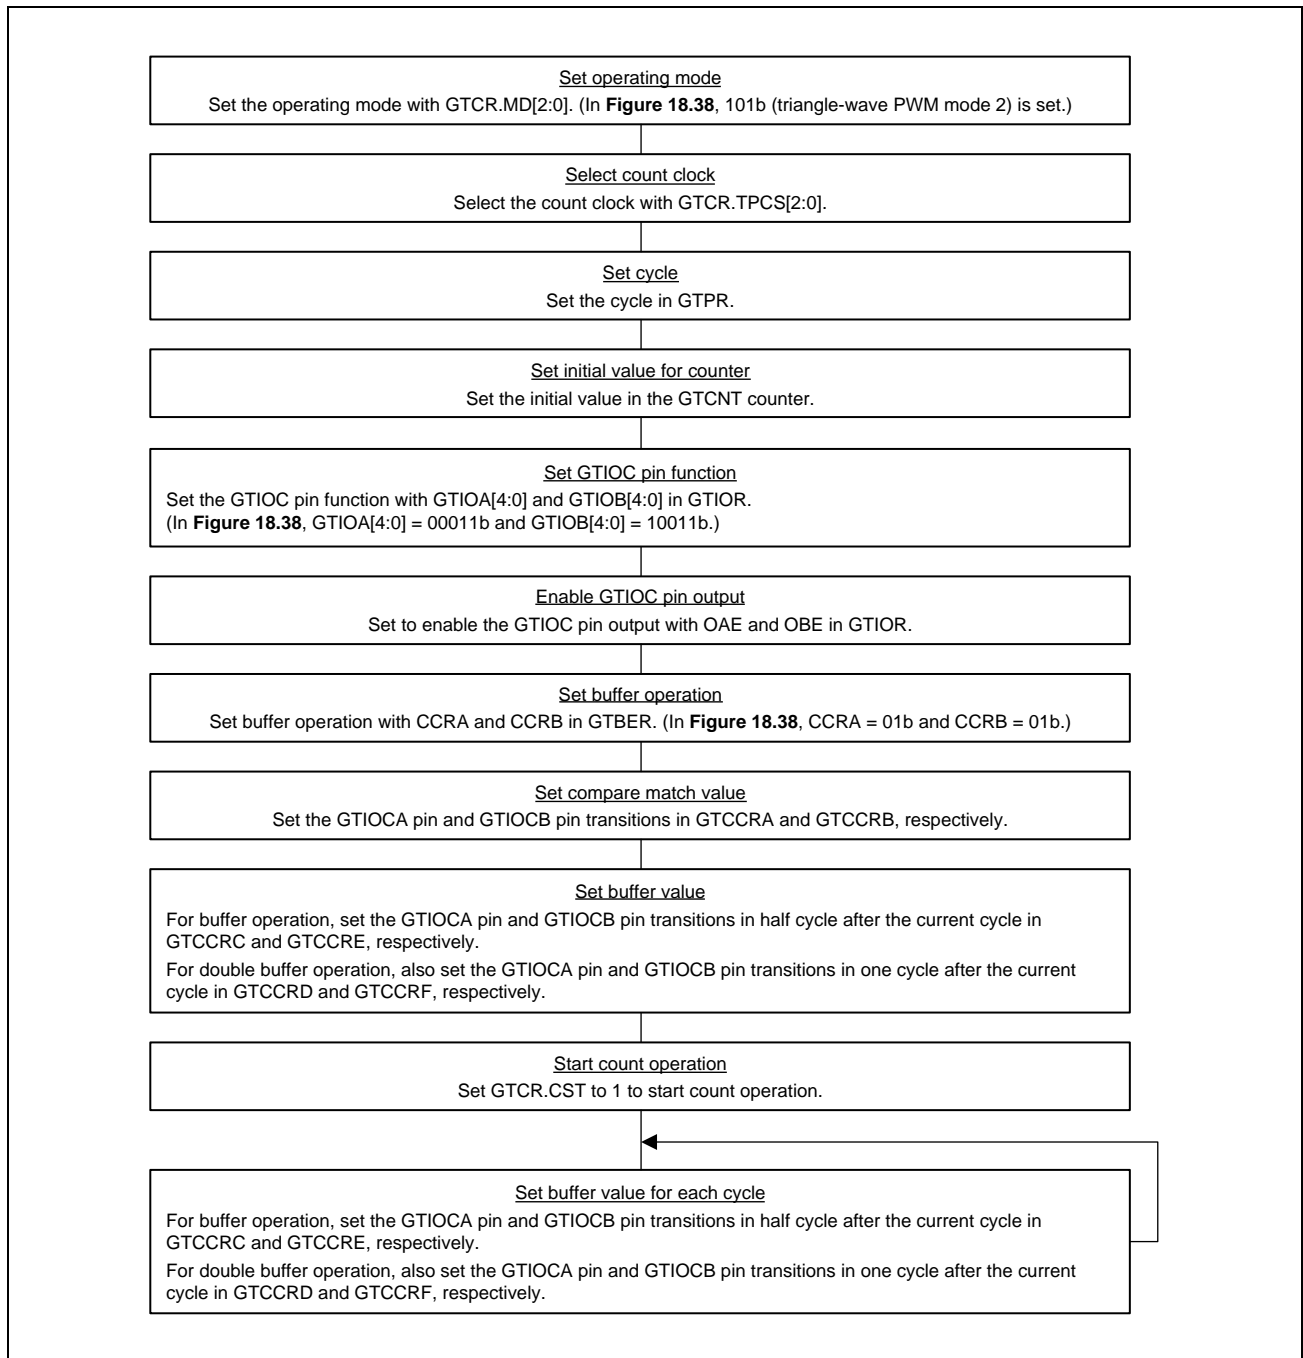 Set operating mode
Set the operating mode with GTCR.MD[2:0]. (In Figure 18.38, 101b (triangle-wave PWM mode 2) is set.)
Select count clock
Select the count clock with GTCR.TPCS[2:0].
Set cycle
Set the cycle in GTPR.
Set initial value for counter
Set the initial value in the GTCNT counter.
Set GTIOC pin function
Set the GTIOC pin function with GTIOA[4:0] and GTIOB[4:0] in GTIOR.
(In Figure 18.38, GTIOA[4:0] = 00011b and GTIOB[4:0] = 10011b.)
Enable GTIOC pin output
Set to enable the GTIOC pin output with OAE and OBE in GTIOR.
Set buffer operation
Set buffer operation with CCRA and CCRB in GTBER. (In Figure 18.38, CCRA = 01b and CCRB = 01b.)
Set compare match value
Set the GTIOCA pin and GTIOCB pin transitions in GTCCRA and GTCCRB, respectively.
Set buffer value
For buffer operation, set the GTIOCA pin and GTIOCB pin transitions in half cycle after the current cycle in
GTCCRC and GTCCRE, respectively.
For double buffer operation, also set the GTIOCA pin and GTIOCB pin transitions in one cycle after the current
cycle in GTCCRD and GTCCRF, respectively.
Start count operation
Set GTCR.CST to 1 to start count operation.
Set buffer value for each cycle
For buffer operation, set the GTIOCA pin and GTIOCB pin transitions in half cycle after the current cycle in
GTCCRC and GTCCRE, respectively.
For double buffer operation, also set the GTIOCA pin and GTIOCB pin transitions in one cycle after the current
cycle in GTCCRD and GTCCRF, respectively.